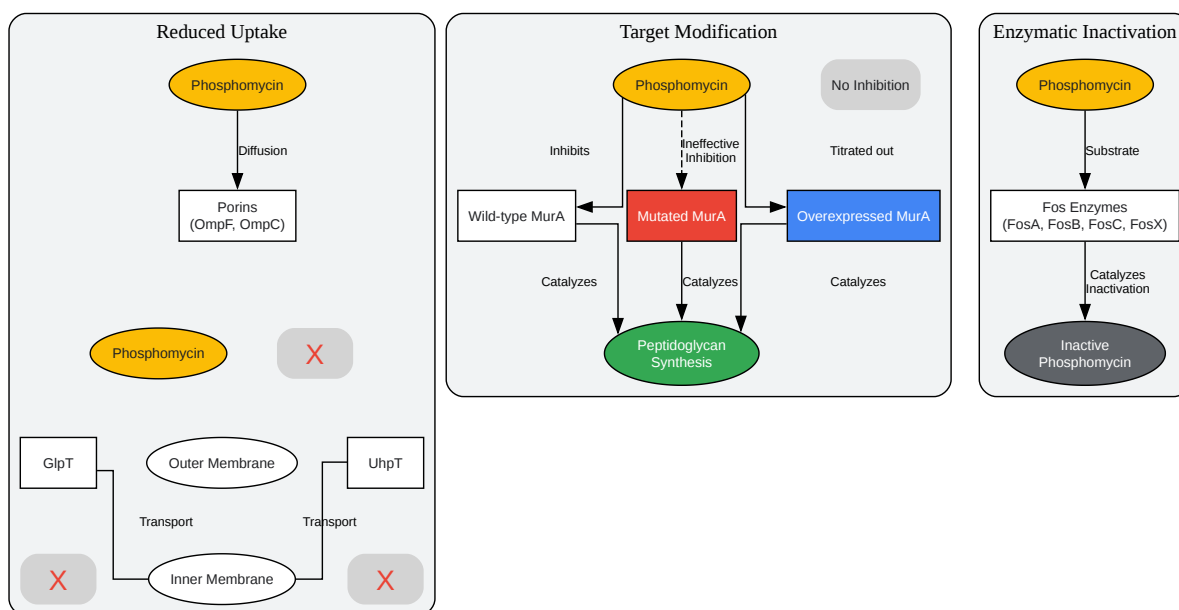 Reduced Uptake
Phosphomycin
Diffusion
Porins
(OmpF, OmpC)
Phosphomycin
X
GlpT
Outer Membrane
UhpT
Transport
Transport
X
Inner Membrane
X
Target Modification
Phosphomycin
No Inhibition
Inhibits
Ineffective
Inhibition
Titrated out
Wild-type MurA
Mutated MurA
Overexpressed MurA
Catalyzes
Catalyzes
Catalyzes
Peptidoglycan
Synthesis
Enzymatic Inactivation
Phosphomycin
Substrate
Fos Enzymes
(FosA, FosB, FosC, FosX)
Catalyzes
Inactivation
Inactive
Phosphomycin